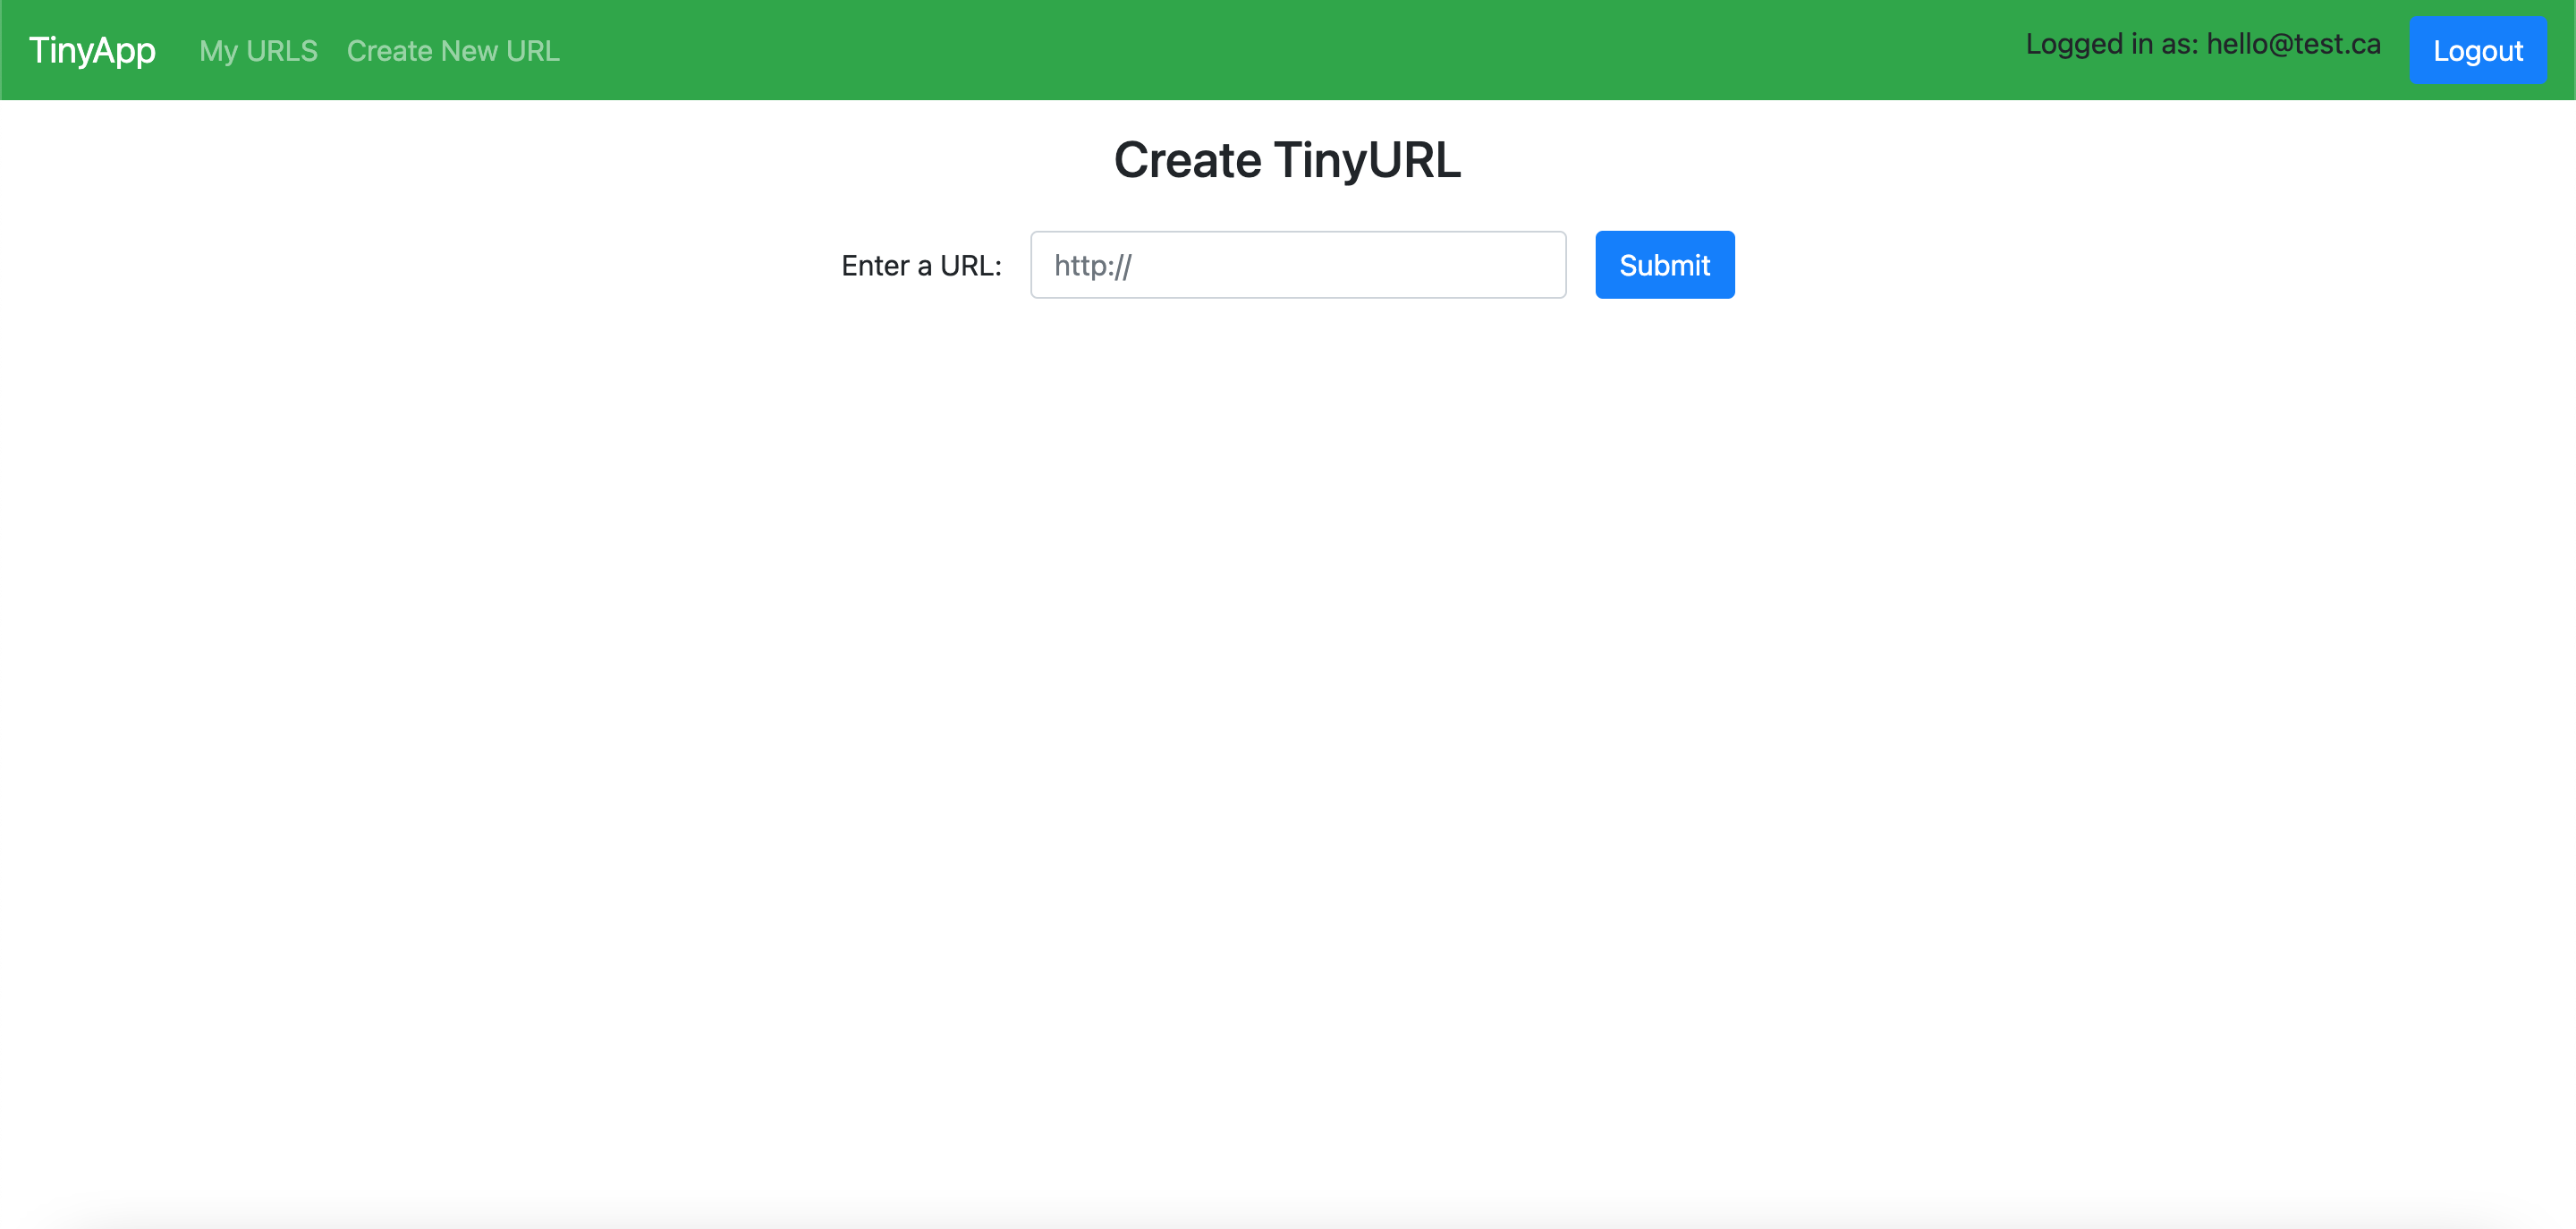 TinyApp My URLS Create New URL Logged in as: hello@test.ca Logout
Create TinyURL
Enter a URL: http:// Submit